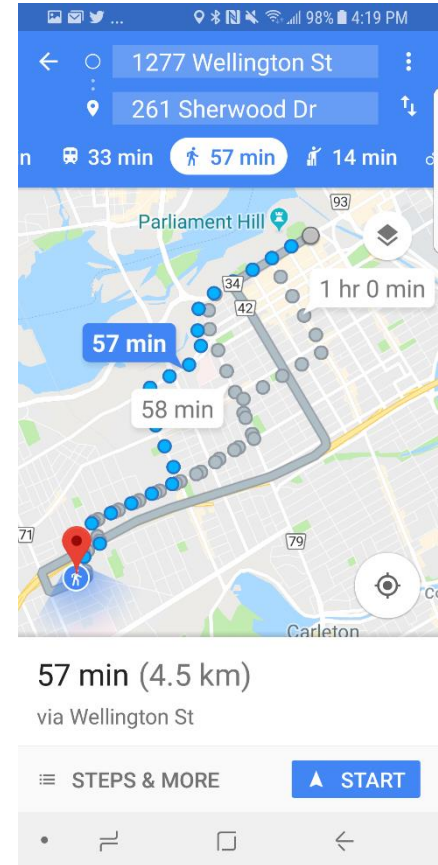 98% 4:19 PM
1277 Wellington St
261 Sherwood Dr
n 33 min 57 min 14 min
93
Parliament Hill
34
1 hr 0 min
42
57 min
58 min
71
79
Carleton
57 min (4.5 km)
via Wellington St
STEPS & MORE START